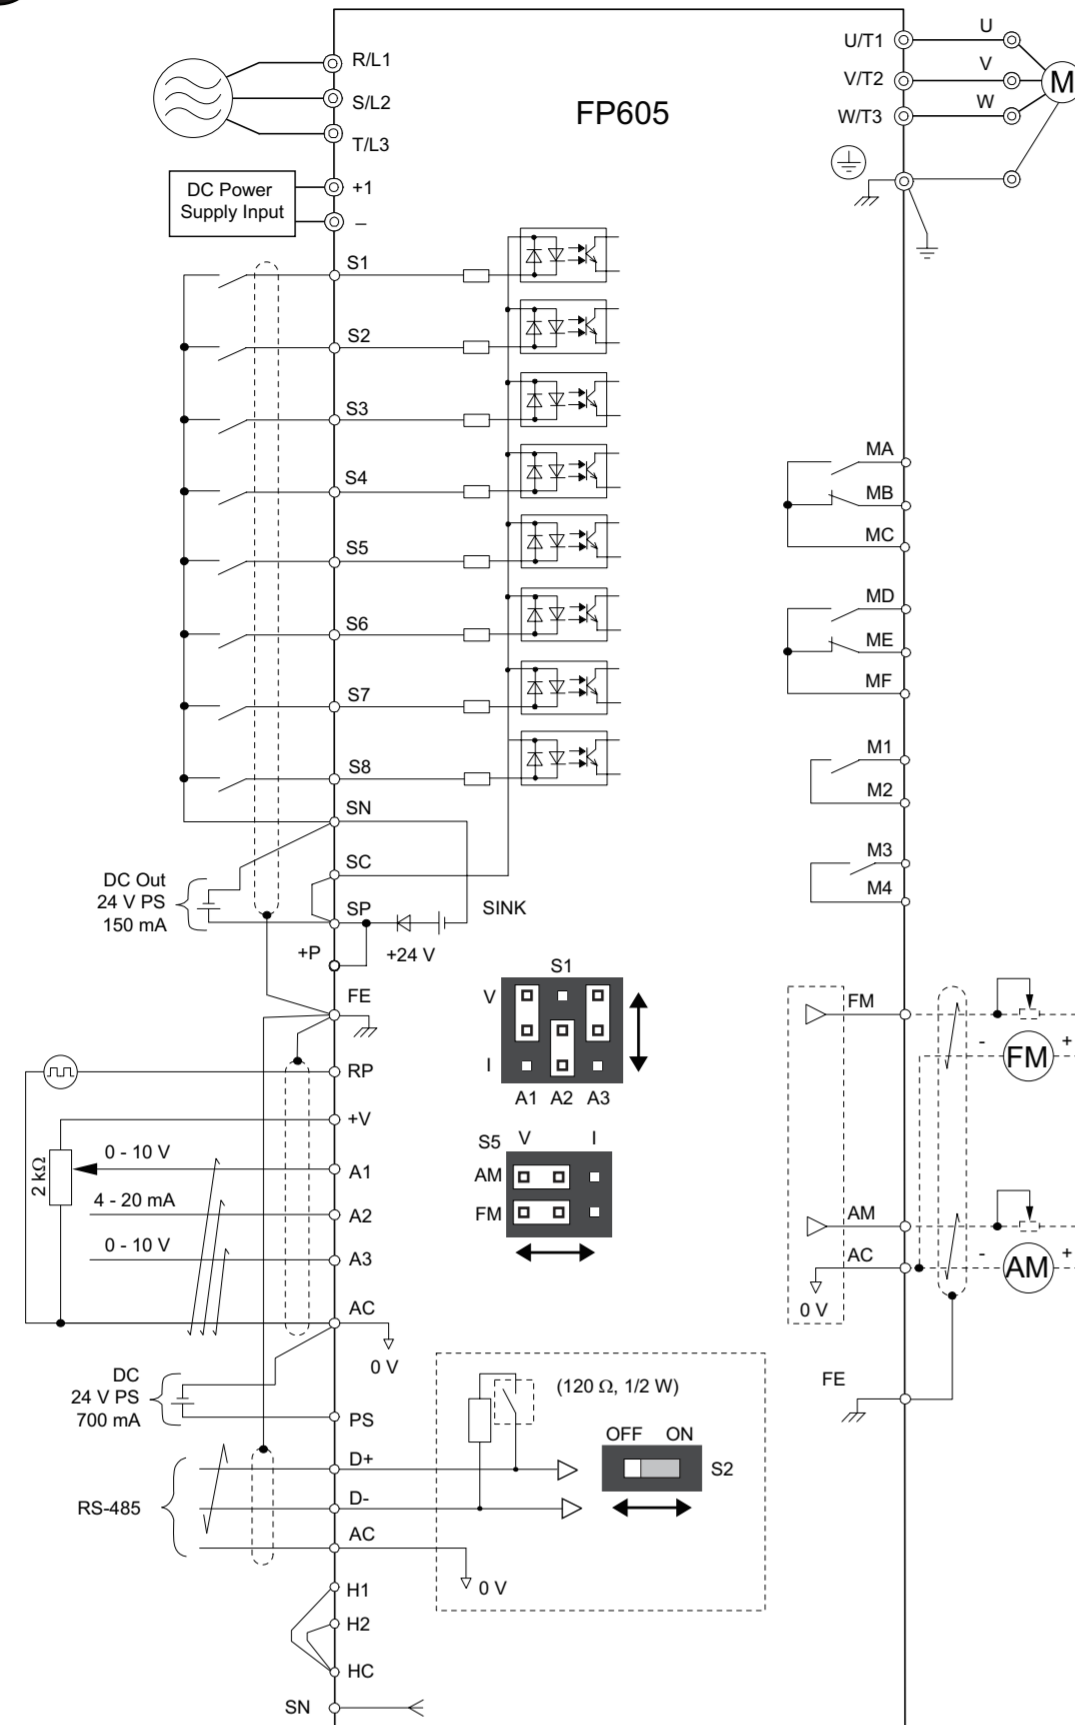 FP605
R/L1
S/L2
T/L3
DC Power
Supply Input
+1
–
U/T1
U
V/T2
V
W/T3
W
M
S1
S2
S3
S4
S5
S6
S7
S8
SN
SC
SP
DC Out
24 V PS
150 mA
SINK
+P
+24 V
FE
RP
+V
2 kΩ
0 - 10 V
A1
4 - 20 mA
A2
0 - 10 V
A3
AC
0 V
DC
24 V PS
700 mA
PS
D+
D-
RS-485
AC
0 V
H1
H2
HC
SN
S1
V
I
A1 A2 A3
S5 V I
AM
FM
(120 Ω, 1/2 W)
OFF ON
S2
MA
MB
MC
MD
ME
MF
M1
M2
M3
M4
FM
- +
FM
AM
AC
- +
AM
0 V
FE